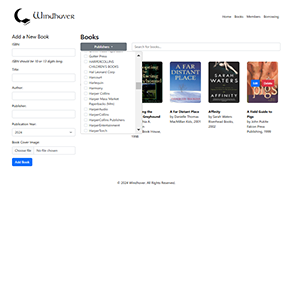 Windhover
Home Books Members Borrowing
Add a New Book
ISBN:
ISBN should be 10 or 13 digits long.
Title:
Author:
Publisher:
Publication Year:
2024
Book Cover Image:
Choose File No file chosen
Add Book
Books
Publishers
Search for books...
Golden Press
HARPERCOLLINS
CHILDREN'S BOOKS
Hal Leonard Corp
Harcourt
Harlequin
Harmony
Harper Collins
Harper Mass Market
Paperbacks (Mm)
HarperAudio
HarperCollins
HarperCollins Publishers
HarperEntertainment
HarperTorch
Greyhound
1998
A FAR
DISTANT
PLACE
A Far Distant Place
by Danielle Thorne
MacMillan Kids, 2001
SARAH
WATERS
AFFINITY
Affinity
by Sarah Waters
Riverhead Books,
2002
Edit
Delete
pigs
A Field Guide to
Pigs
by John Pukite
Falcon Press
Publishing, 1999
© 2024 Windhover. All Rights Reserved.